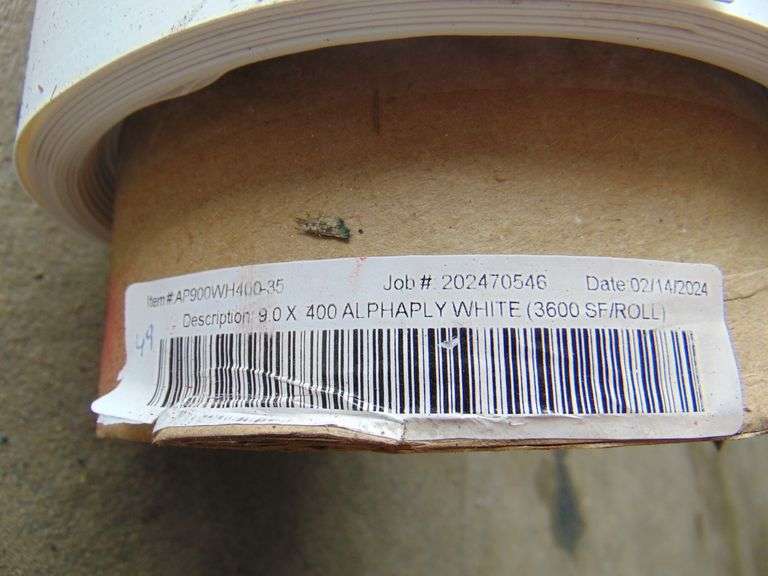 Item # AP900WH400-35 Job #: 202470546 Date 02/14/2024
Description: 9.0 X 400 ALPHAPLY WHITE (3600 SF/ROLL)
49